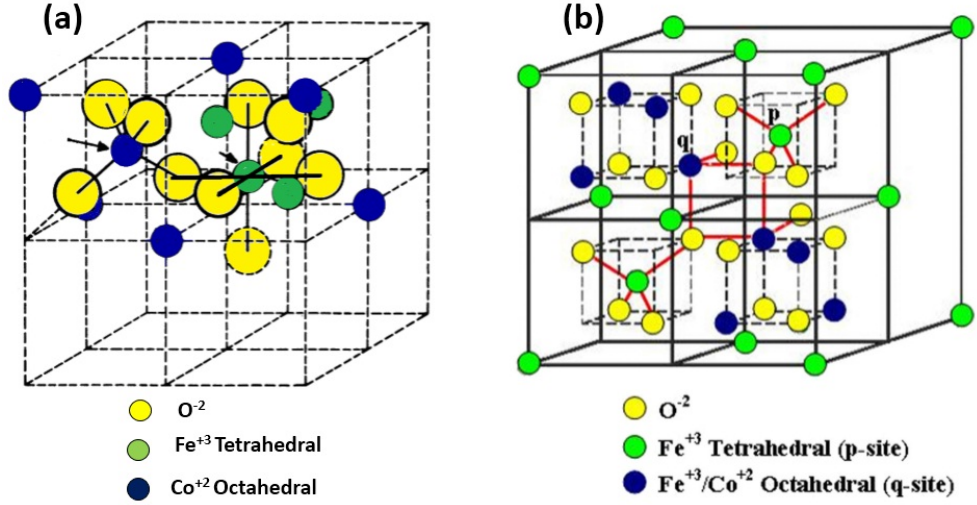 (a)
(b)
p
q
O⁻²
Fe⁺³ Tetrahedral
Co⁺² Octahedral
O⁻²
Fe⁺³ Tetrahedral (p-site)
Fe⁺³/Co⁺² Octahedral (q-site)